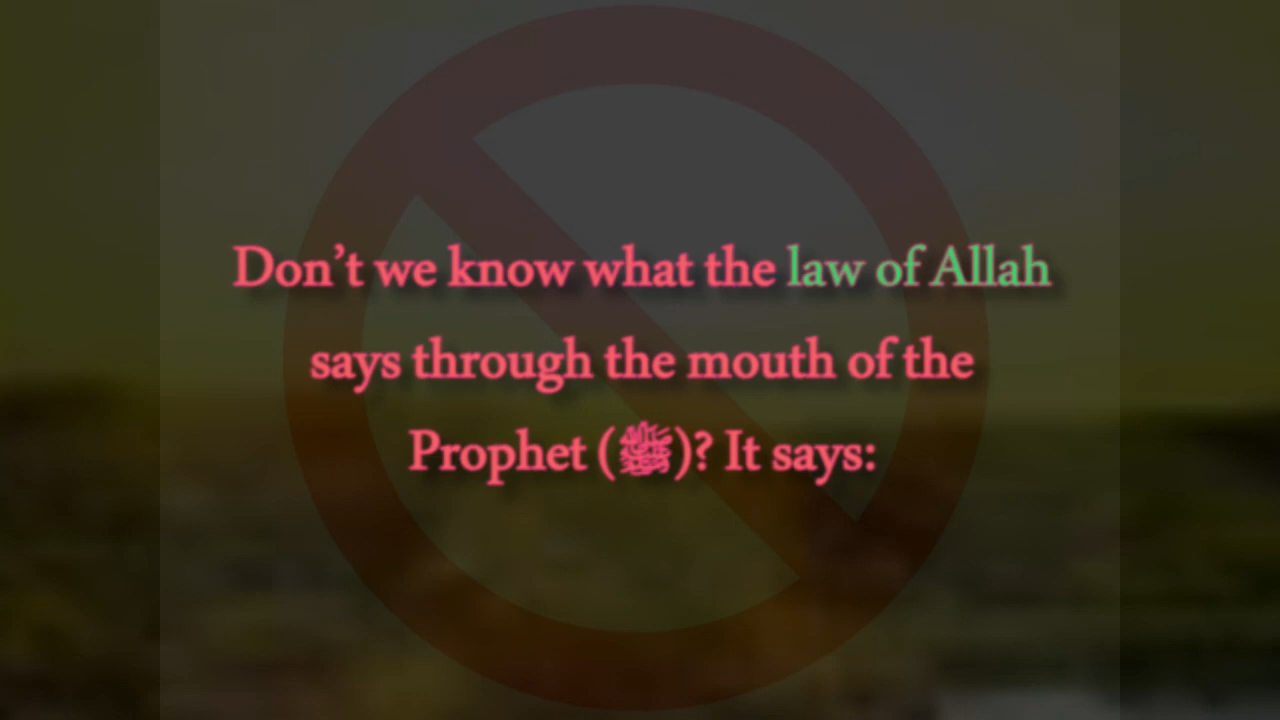 Don’t we know what the law of Allah
says through the mouth of the
Prophet (ﷺ)? It says: